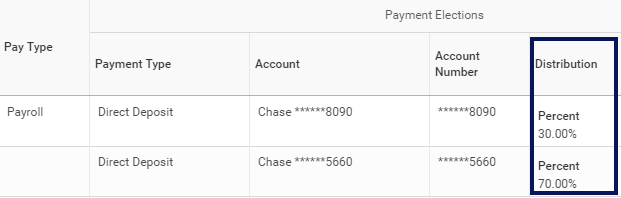 Payment Elections
Pay Type
Payment Type
Account
Account
Number
Distribution
Payroll
Direct Deposit
Chase ******8090
******8090
Percent
30.00%
Direct Deposit
Chase ******5660
******5660
Percent
70.00%